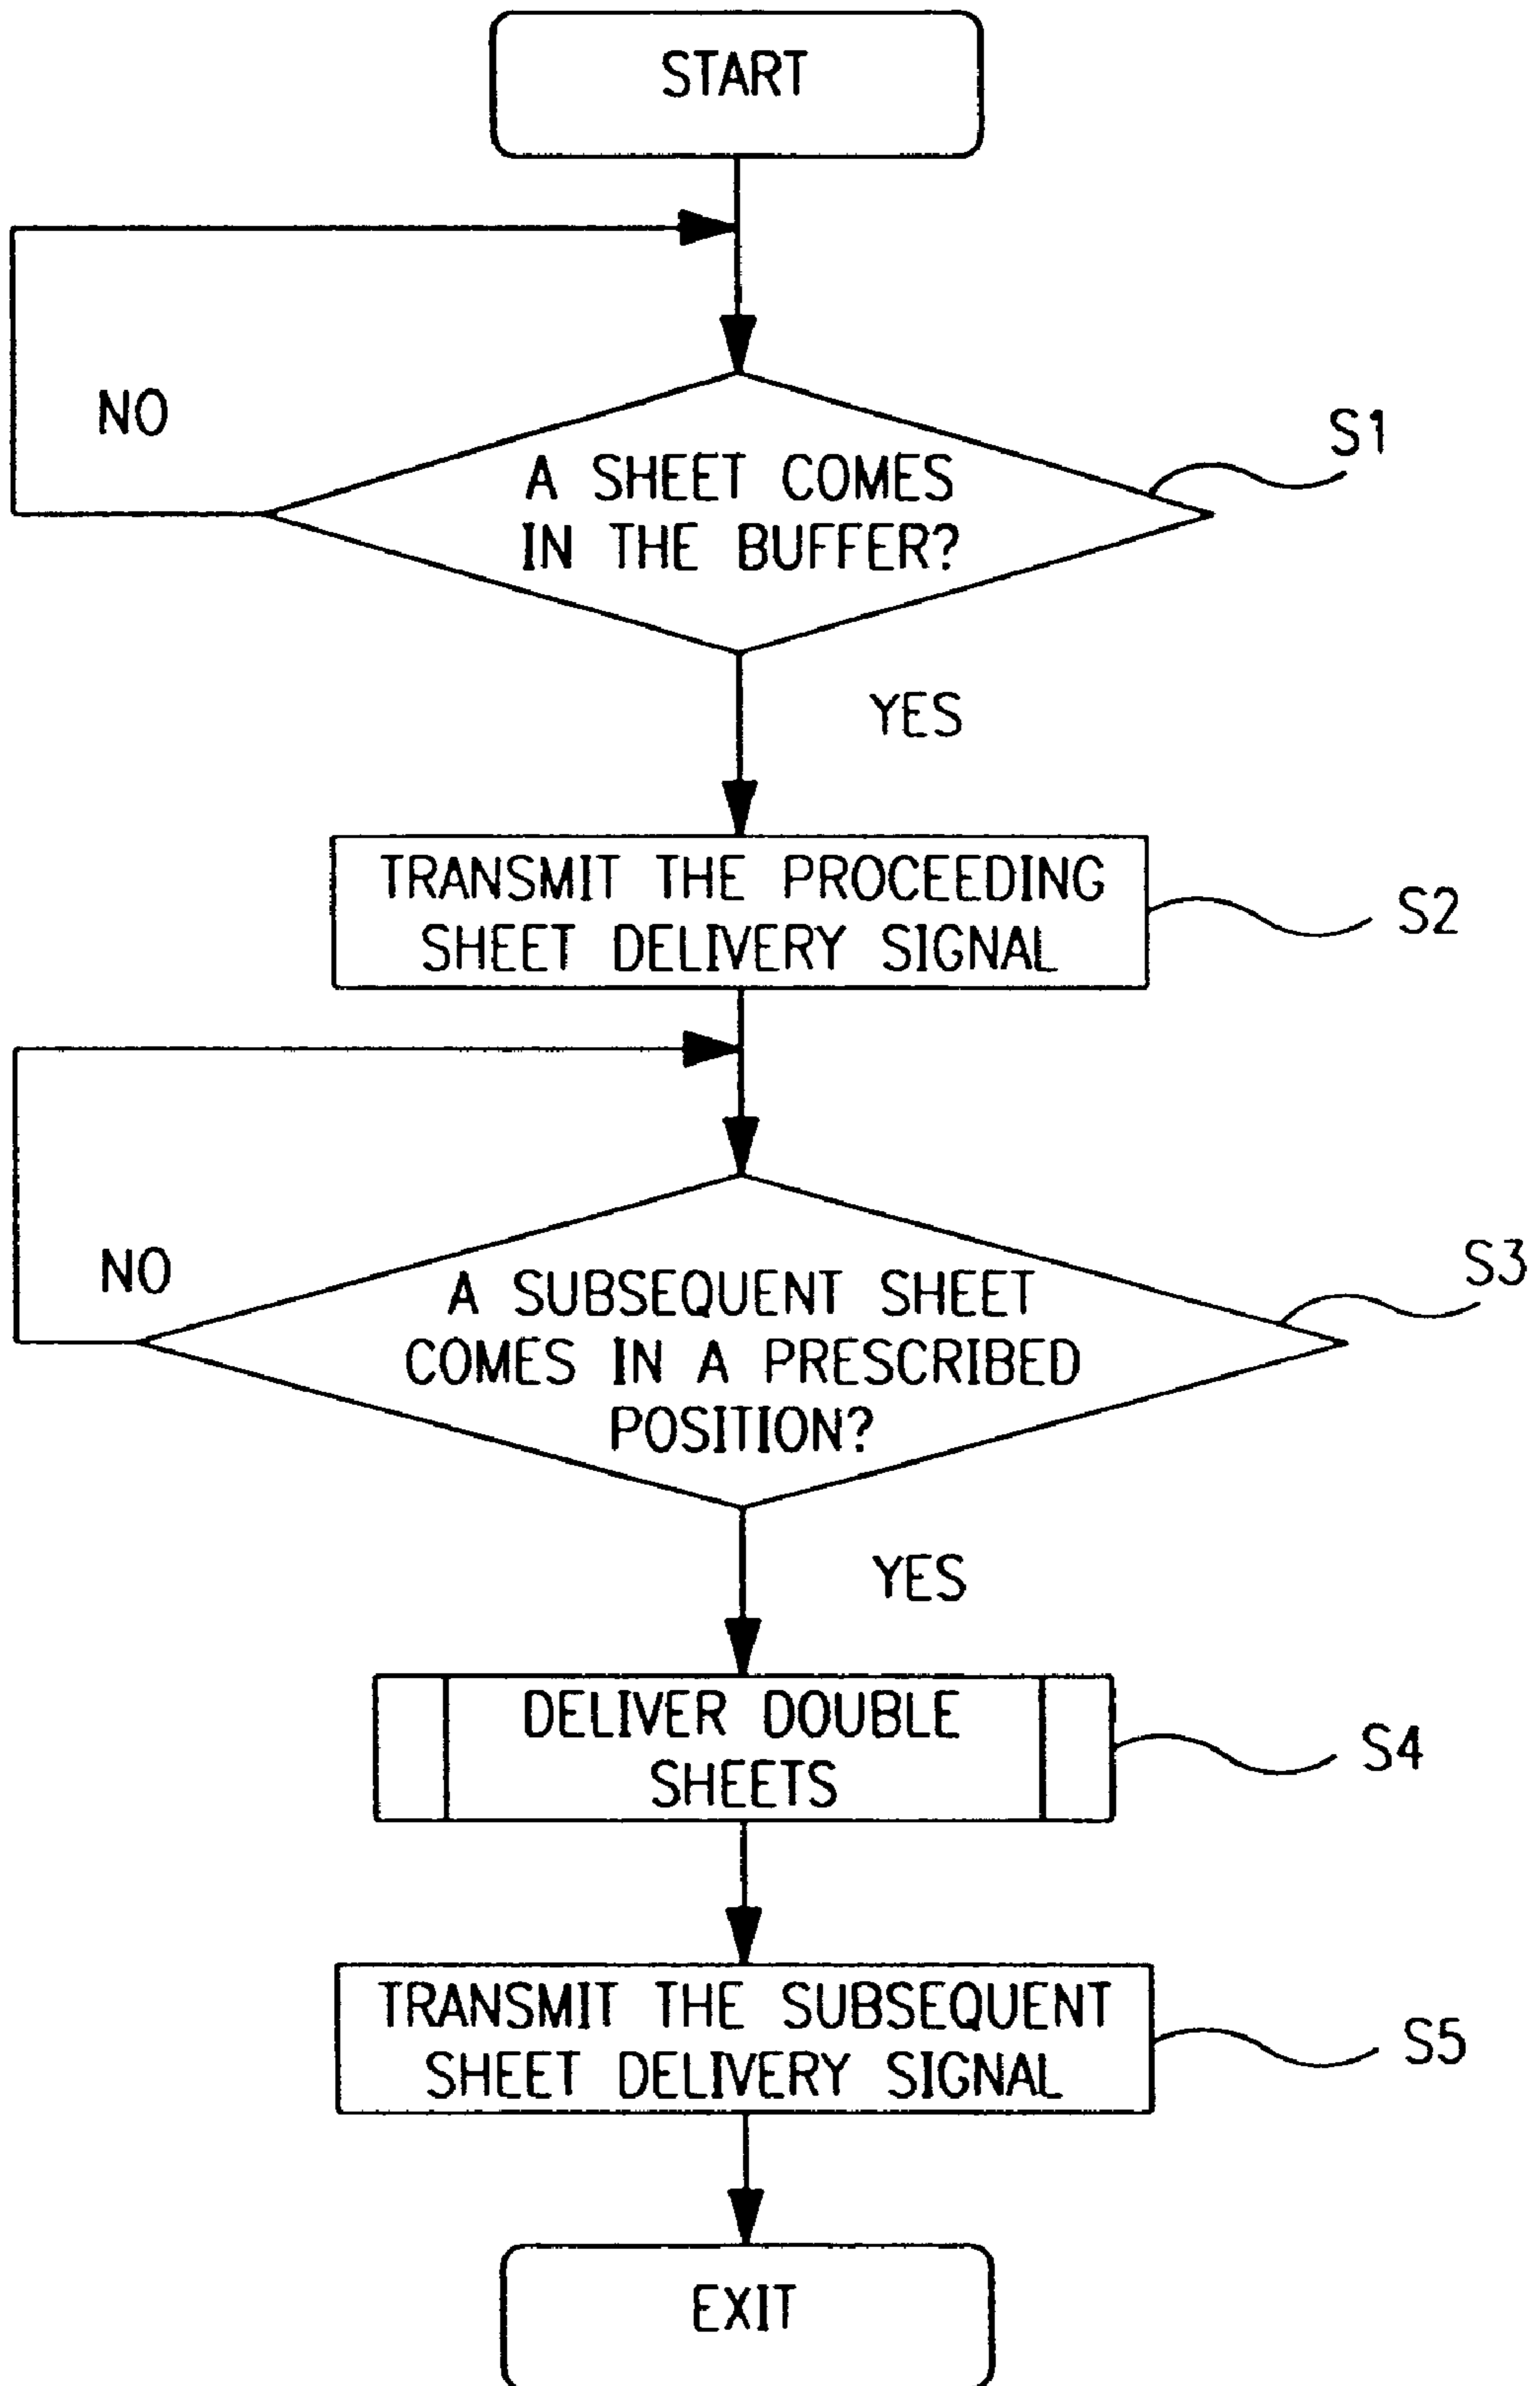 START
NO
S1
A SHEET COMES
IN THE BUFFER?
YES
TRANSMIT THE PROCEEDING
SHEET DELIVERY SIGNAL
S2
NO
S3
A SUBSEQUENT SHEET
COMES IN A PRESCRIBED
POSITION?
YES
DELIVER DOUBLE
SHEETS
S4
TRANSMIT THE SUBSEQUENT
SHEET DELIVERY SIGNAL
S5
EXIT